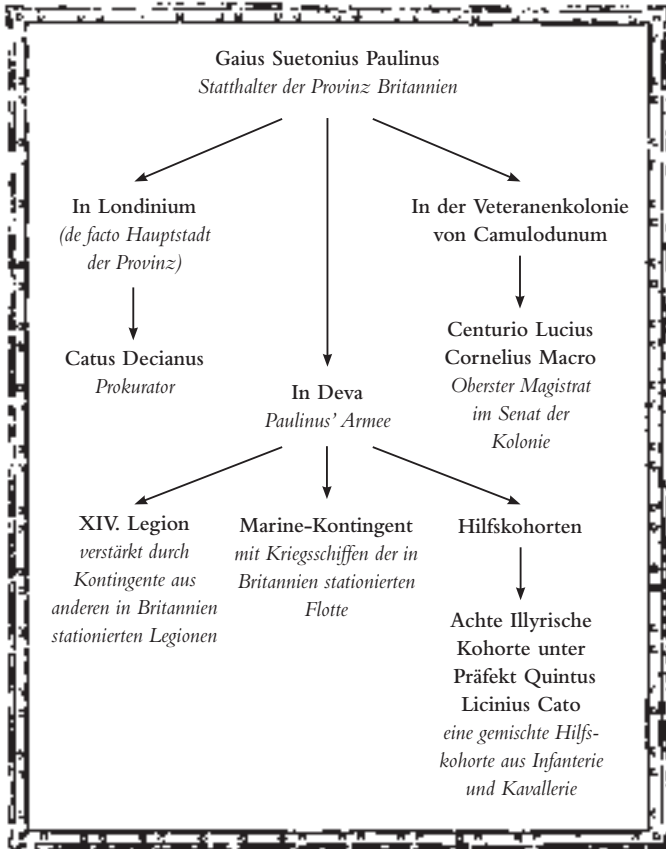 Gaius Suetonius Paulinus
Statthalter der Provinz Britannien
In Londinium
(de facto Hauptstadt
der Provinz)
Catus Decianus
Prokurator
In der Veteranenkolonie
von Camulodunum
Centurio Lucius
Cornelius Macro
Oberster Magistrat
im Senat der
Kolonie
In Deva
Paulinus’ Armee
XIV. Legion
verstärkt durch
Kontingente aus
anderen in Britannien
stationierten Legionen
Marine-Kontingent
mit Kriegsschiffen der in
Britannien stationierten
Flotte
Hilfskohorten
Achte Illyrische
Kohorte unter
Präfekt Quintus
Licinius Cato
eine gemischte Hilfs-
kohorte aus Infanterie
und Kavallerie